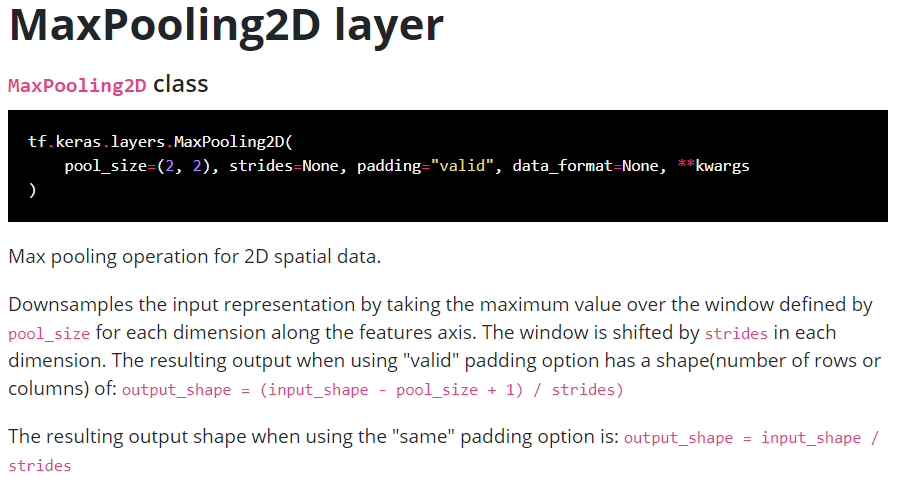 MaxPooling2D layer
MaxPooling2D class
tf.keras.layers.MaxPooling2D(
    pool_size=(2, 2), strides=None, padding="valid", data_format=None, **kwargs
)
Max pooling operation for 2D spatial data.
Downsamples the input representation by taking the maximum value over the window defined by
pool_size for each dimension along the features axis. The window is shifted by strides in each
dimension. The resulting output when using "valid" padding option has a shape(number of rows or
columns) of: output_shape = (input_shape - pool_size + 1) / strides)
The resulting output shape when using the "same" padding option is: output_shape = input_shape /
strides